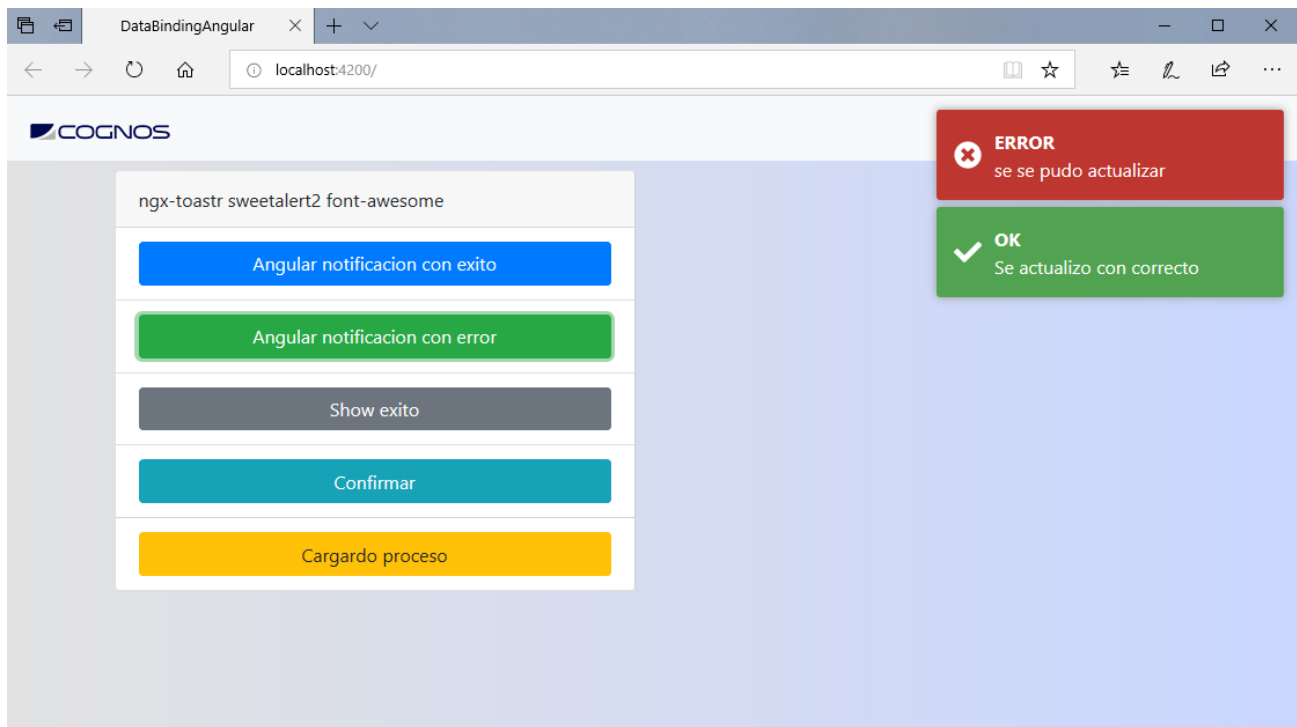 DataBindingAngular
localhost:4200/
COGNOS
ERROR
se se pudo actualizar
OK
Se actualizo con correcto
ngx-toastr sweetalert2 font-awesome
Angular notificacion con exito
Angular notificacion con error
Show exito
Confirmar
Cargardo proceso